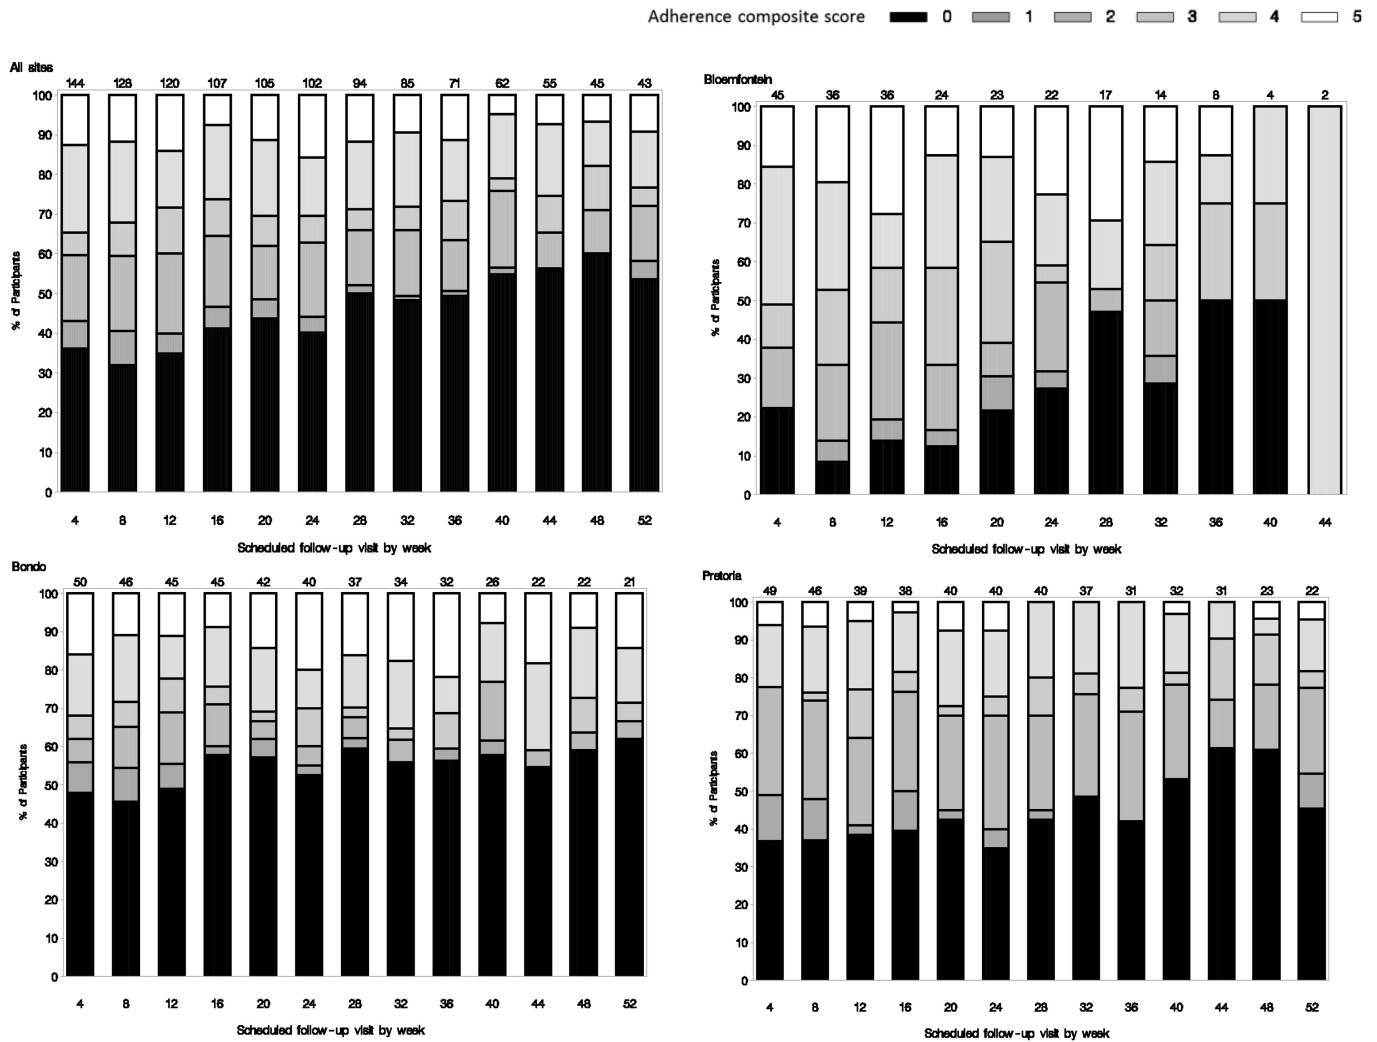 Adherence composite score 0 1 2 3 4 5
All sites
144 128 120 107 105 102 94 85 71 62 55 45 43
100
90
80
70
60
50
40
30
20
10
0
% of Participants
4 8 12 16 20 24 28 32 36 40 44 48 52
Scheduled follow-up visit by week
Bloemfontein
45 36 36 24 23 22 17 14 8 4 2
100
90
80
70
60
50
40
30
20
10
0
% of Participants
4 8 12 16 20 24 28 32 36 40 44
Scheduled follow-up visit by week
Bondo
50 46 45 45 42 40 37 34 32 26 22 22 21
100
90
80
70
60
50
40
30
20
10
0
% of Participants
4 8 12 16 20 24 28 32 36 40 44 48 52
Scheduled follow-up visit by week
Pretoria
49 46 39 38 40 40 40 37 31 32 31 23 22
100
90
80
70
60
50
40
30
20
10
0
% of Participants
4 8 12 16 20 24 28 32 36 40 44 48 52
Scheduled follow-up visit by week